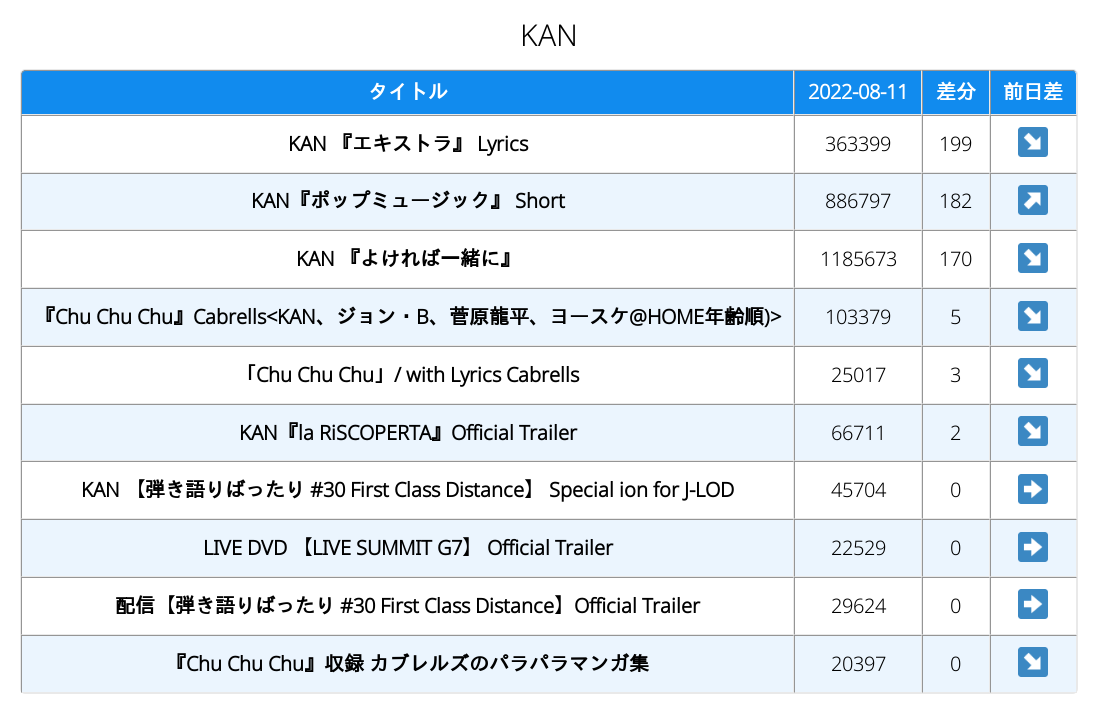 KAN
タイトル 2022-08-11 差分 前日差
KAN 『エキストラ』 Lyrics 363399 199 ↘
KAN『ポップミュージック』 Short 886797 182 ↗
KAN 『よければ一緒に』 1185673 170 ↘
『Chu Chu Chu』Cabrells<KAN、ジョン・B、菅原龍平、ヨースケ@HOME年齢順)> 103379 5 ↘
「Chu Chu Chu」/ with Lyrics Cabrells 25017 3 ↘
KAN『la RiSCOPERTA』Official Trailer 66711 2 ↘
KAN 【弾き語りばったり #30 First Class Distance】 Special ion for J-LOD 45704 0 →
LIVE DVD 【LIVE SUMMIT G7】 Official Trailer 22529 0 →
配信【弾き語りばったり #30 First Class Distance】Official Trailer 29624 0 →
『Chu Chu Chu』収録 カブレルズのパラパラマンガ集 20397 0 ↘